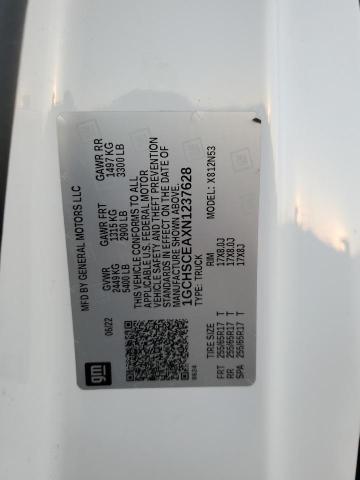 MFD BY GENERAL MOTORS LLC
06/22
GVWR
2449 KG
5400 LB
GAWR FRT
1315 KG
2900 LB
GAWR RR
1497 KG
3300 LB
THIS VEHICLE CONFORMS TO ALL
APPLICABLE U.S. FEDERAL MOTOR
VEHICLE SAFETY AND THEFT PREVENTION
STANDARDS IN EFFECT ON THE DATE OF
MANUFACTURE SHOWN ABOVE.
1GCHSCEAXN1237628
TYPE: TRUCK
MODEL: X812N53
TIRE SIZE RIM
FRT 255/65R17 T 17X8.0J
RR 255/65R17 T 17X8.0J
SPA 255/65R17 T 17X8J
gm